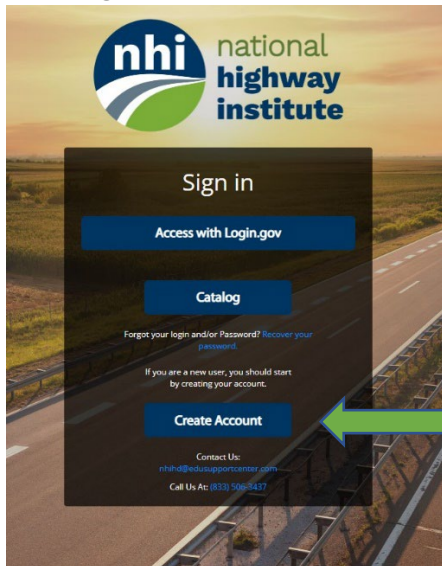 nhi
national
highway
institute
Sign in
Access with Login.gov
Catalog
Forgot your login and/or Password? Recover your
password.
If you are a new user, you should start
by creating your account.
Create Account
Contact Us:
nhihd@edusupportcenter.com
Call Us At: (833) 506-3437